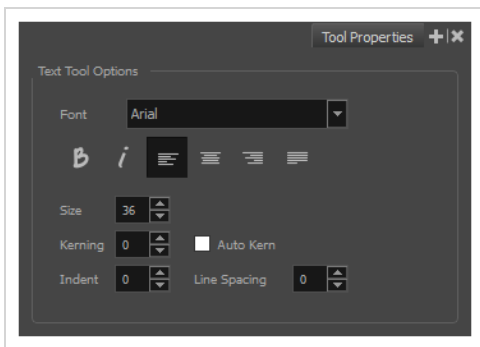 Tool Properties
Text Tool Options
Font Arial
B i
Size 36
Kerning 0 Auto Kern
Indent 0 Line Spacing 0